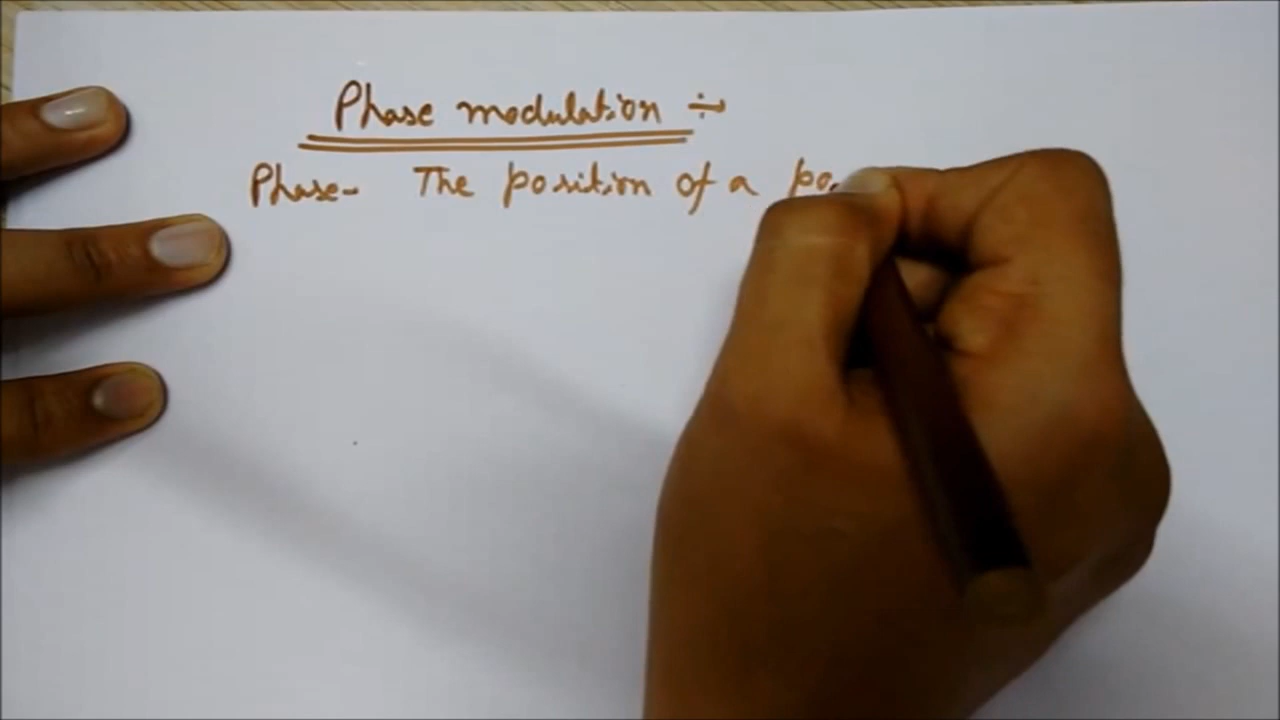 Phase modulation ÷
Phase- The position of a